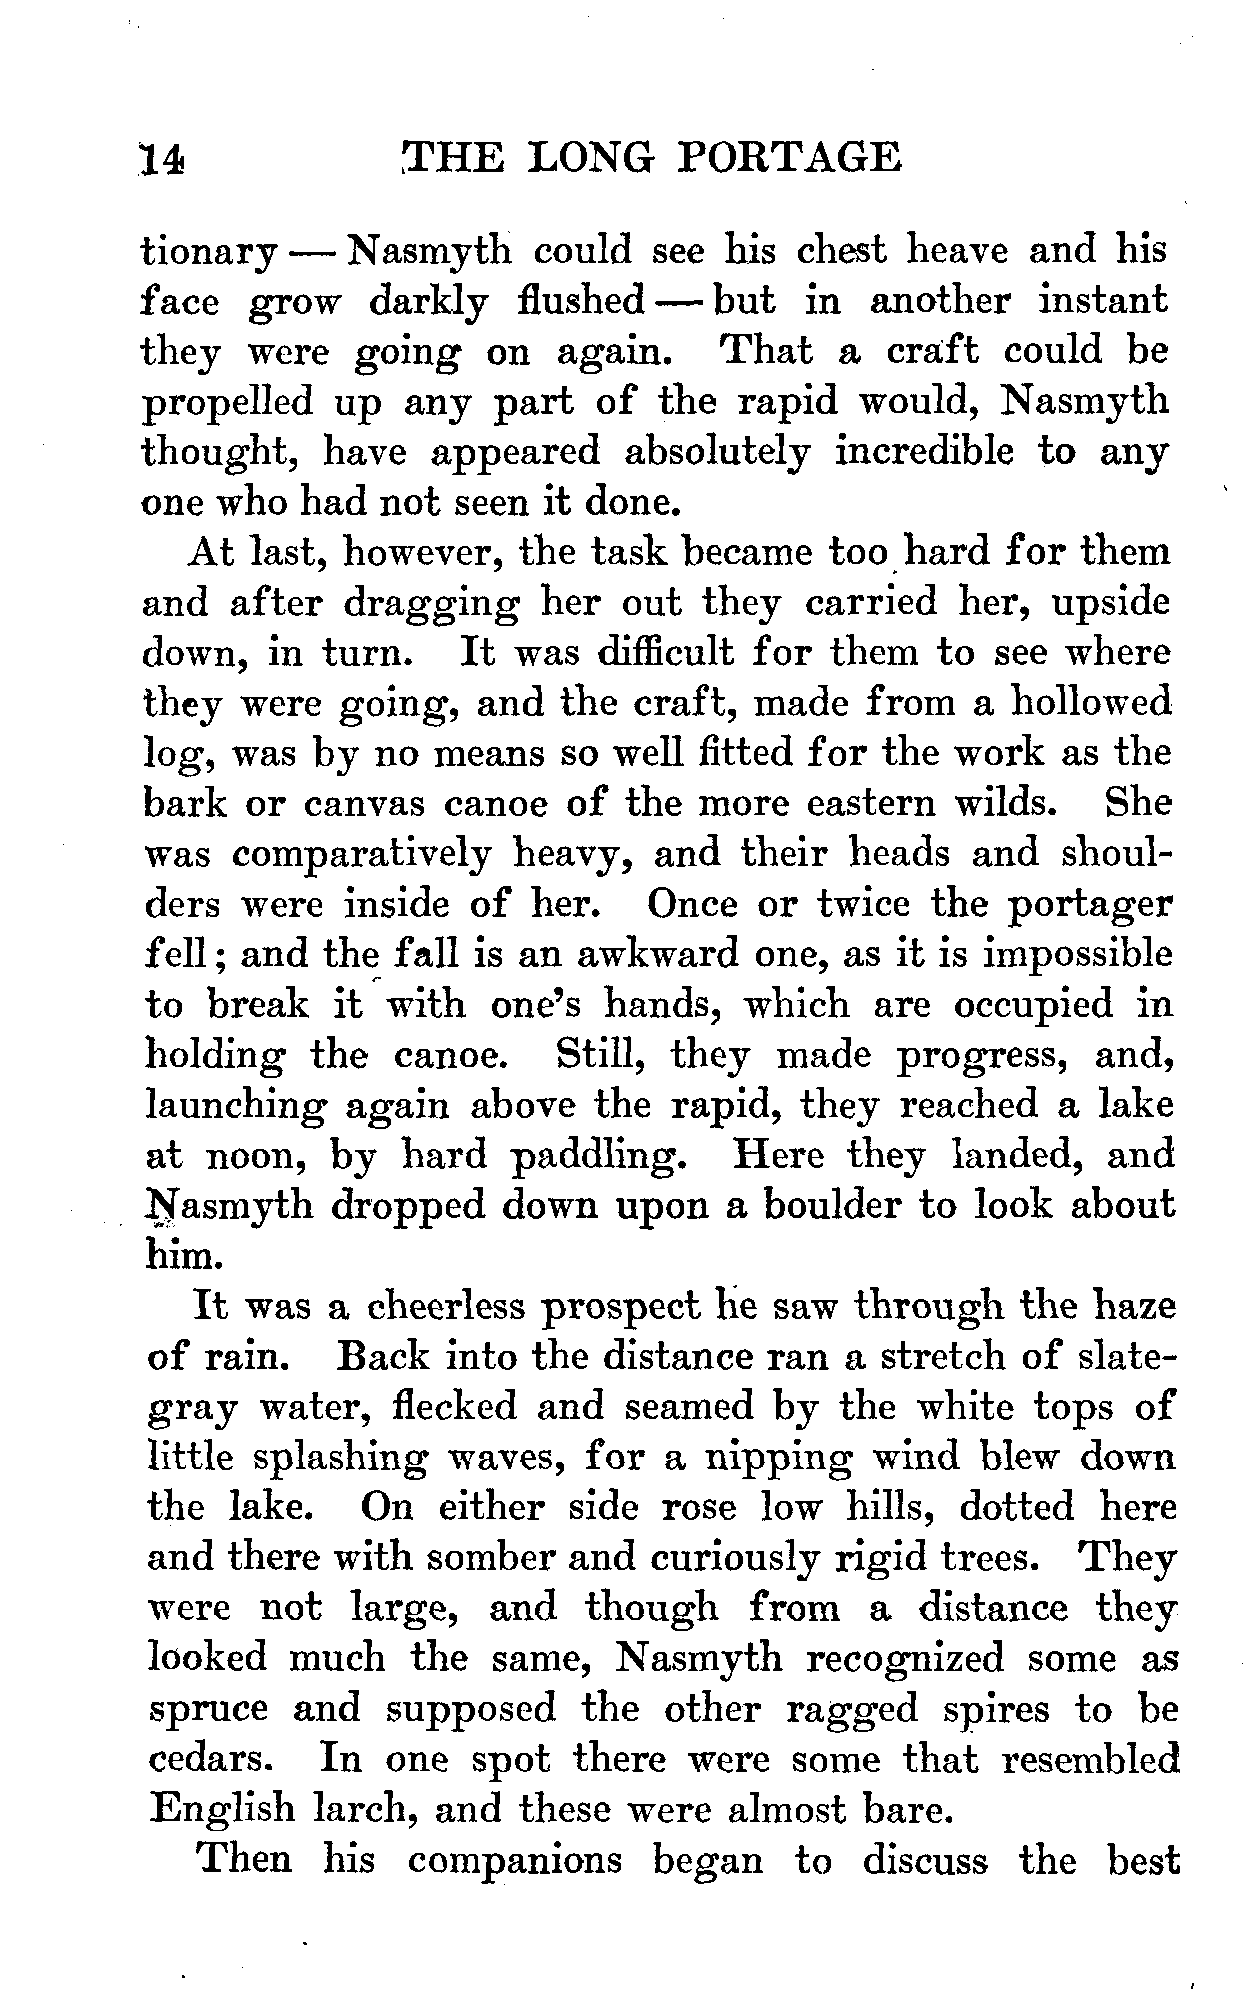 14 THE LONG PORTAGE
tionary — Nasmyth could see his chest heave and his
face grow darkly flushed — but in another instant
they were going on again. That a craft could be
propelled up any part of the rapid would, Nasmyth
thought, have appeared absolutely incredible to any
one who had not seen it done.
At last, however, the task became too hard for them
and after dragging her out they carried her, upside
down, in turn. It was difficult for them to see where
they were going, and the craft, made from a hollowed
log, was by no means so well fitted for the work as the
bark or canvas canoe of the more eastern wilds. She
was comparatively heavy, and their heads and shoul-
ders were inside of her. Once or twice the portager
fell; and the fall is an awkward one, as it is impossible
to break it with one's hands, which are occupied in
holding the canoe. Still, they made progress, and,
launching again above the rapid, they reached a lake
at noon, by hard paddling. Here they landed, and
Nasmyth dropped down upon a boulder to look about
him.
It was a cheerless prospect he saw through the haze
of rain. Back into the distance ran a stretch of slate-
gray water, flecked and seamed by the white tops of
little splashing waves, for a nipping wind blew down
the lake. On either side rose low hills, dotted here
and there with somber and curiously rigid trees. They
were not large, and though from a distance they
looked much the same, Nasmyth recognized some as
spruce and supposed the other ragged spires to be
cedars. In one spot there were some that resembled
English larch, and these were almost bare.
Then his companions began to discuss the best